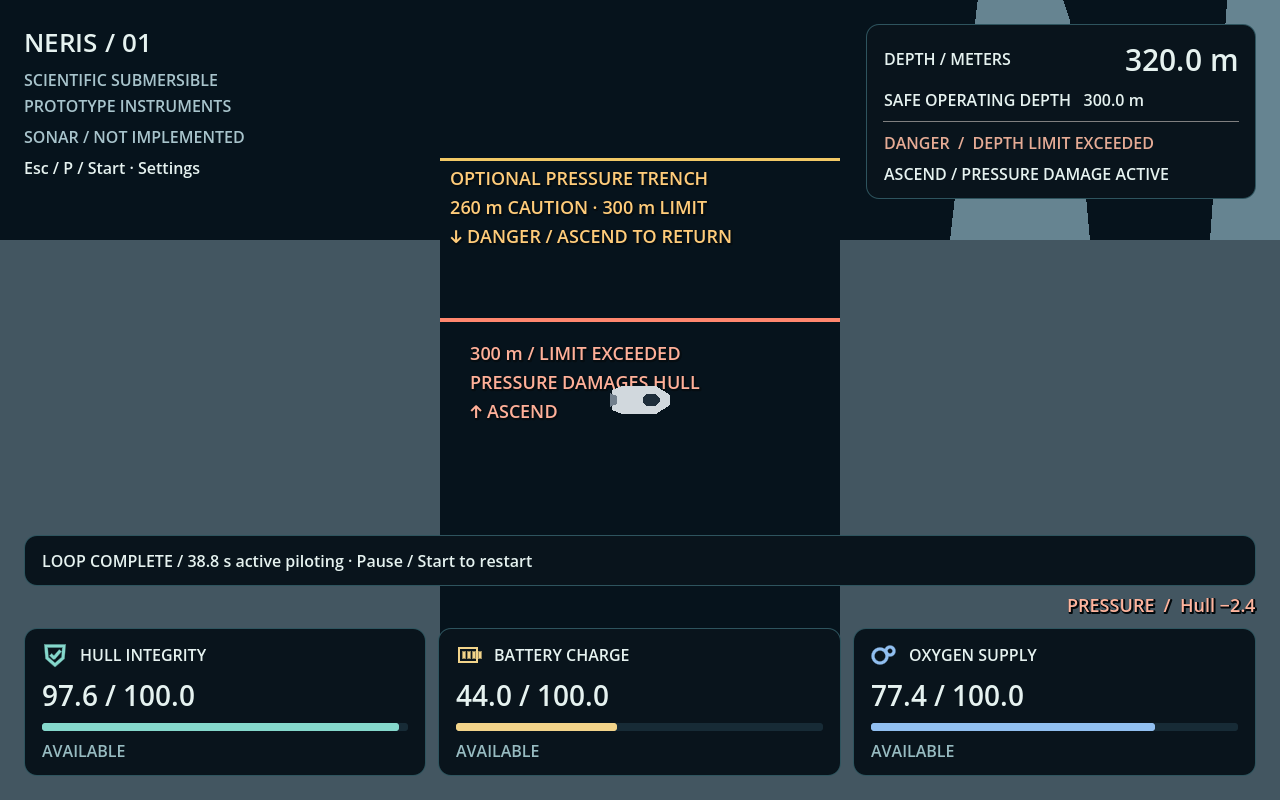 NERIS / 01
SCIENTIFIC SUBMERSIBLE
PROTOTYPE INSTRUMENTS
SONAR / NOT IMPLEMENTED
Esc / P / Start · Settings
DEPTH / METERS 320.0 m
SAFE OPERATING DEPTH 300.0 m
DANGER / DEPTH LIMIT EXCEEDED
ASCEND / PRESSURE DAMAGE ACTIVE
OPTIONAL PRESSURE TRENCH
260 m CAUTION · 300 m LIMIT
↓ DANGER / ASCEND TO RETURN
300 m / LIMIT EXCEEDED
PRESSURE DAMAGES HULL
↑ ASCEND
LOOP COMPLETE / 38.8 s active piloting · Pause / Start to restart
PRESSURE / Hull −2.4
HULL INTEGRITY
97.6 / 100.0
AVAILABLE
BATTERY CHARGE
44.0 / 100.0
AVAILABLE
OXYGEN SUPPLY
77.4 / 100.0
AVAILABLE